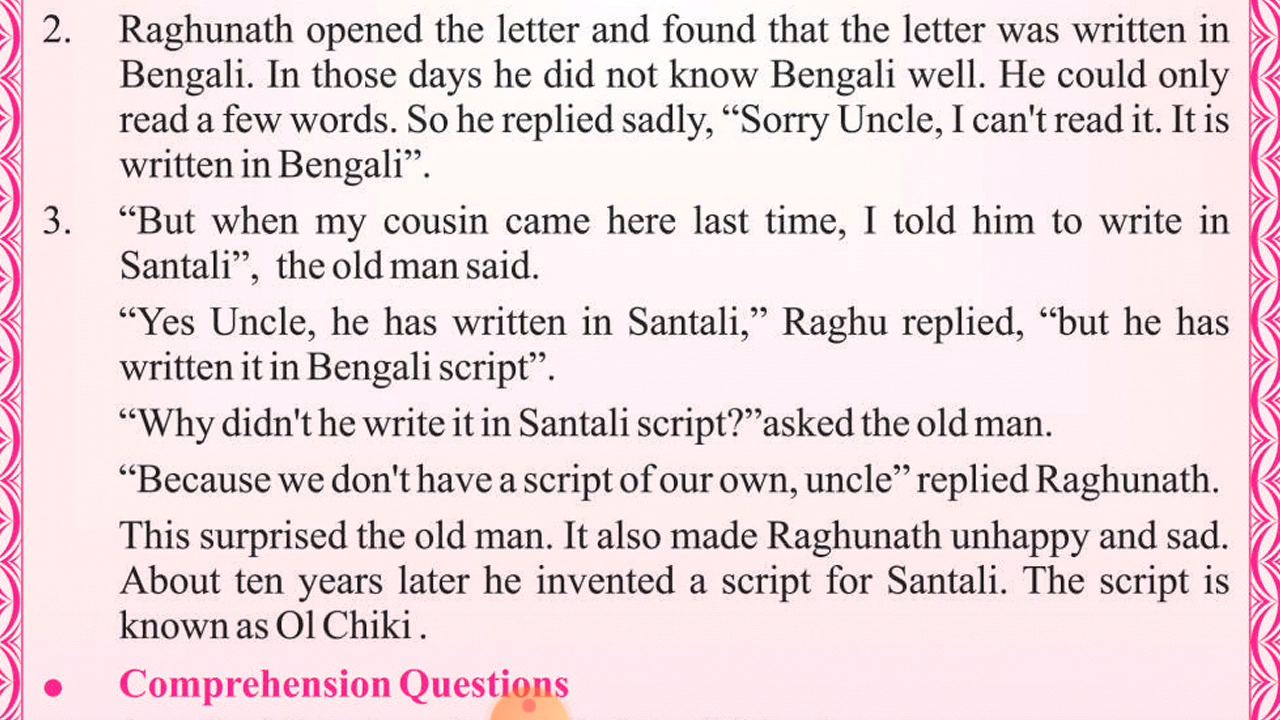 2. Raghunath opened the letter and found that the letter was written in
Bengali. In those days he did not know Bengali well. He could only
read a few words. So he replied sadly, “Sorry Uncle, I can't read it. It is
written in Bengali”.
3. “But when my cousin came here last time, I told him to write in
Santali”, the old man said.
“Yes Uncle, he has written in Santali,” Raghu replied, “but he has
written it in Bengali script”.
“Why didn't he write it in Santali script?”asked the old man.
“Because we don't have a script of our own, uncle” replied Raghunath.
This surprised the old man. It also made Raghunath unhappy and sad.
About ten years later he invented a script for Santali. The script is
known as Ol Chiki .
• Comprehension Questions